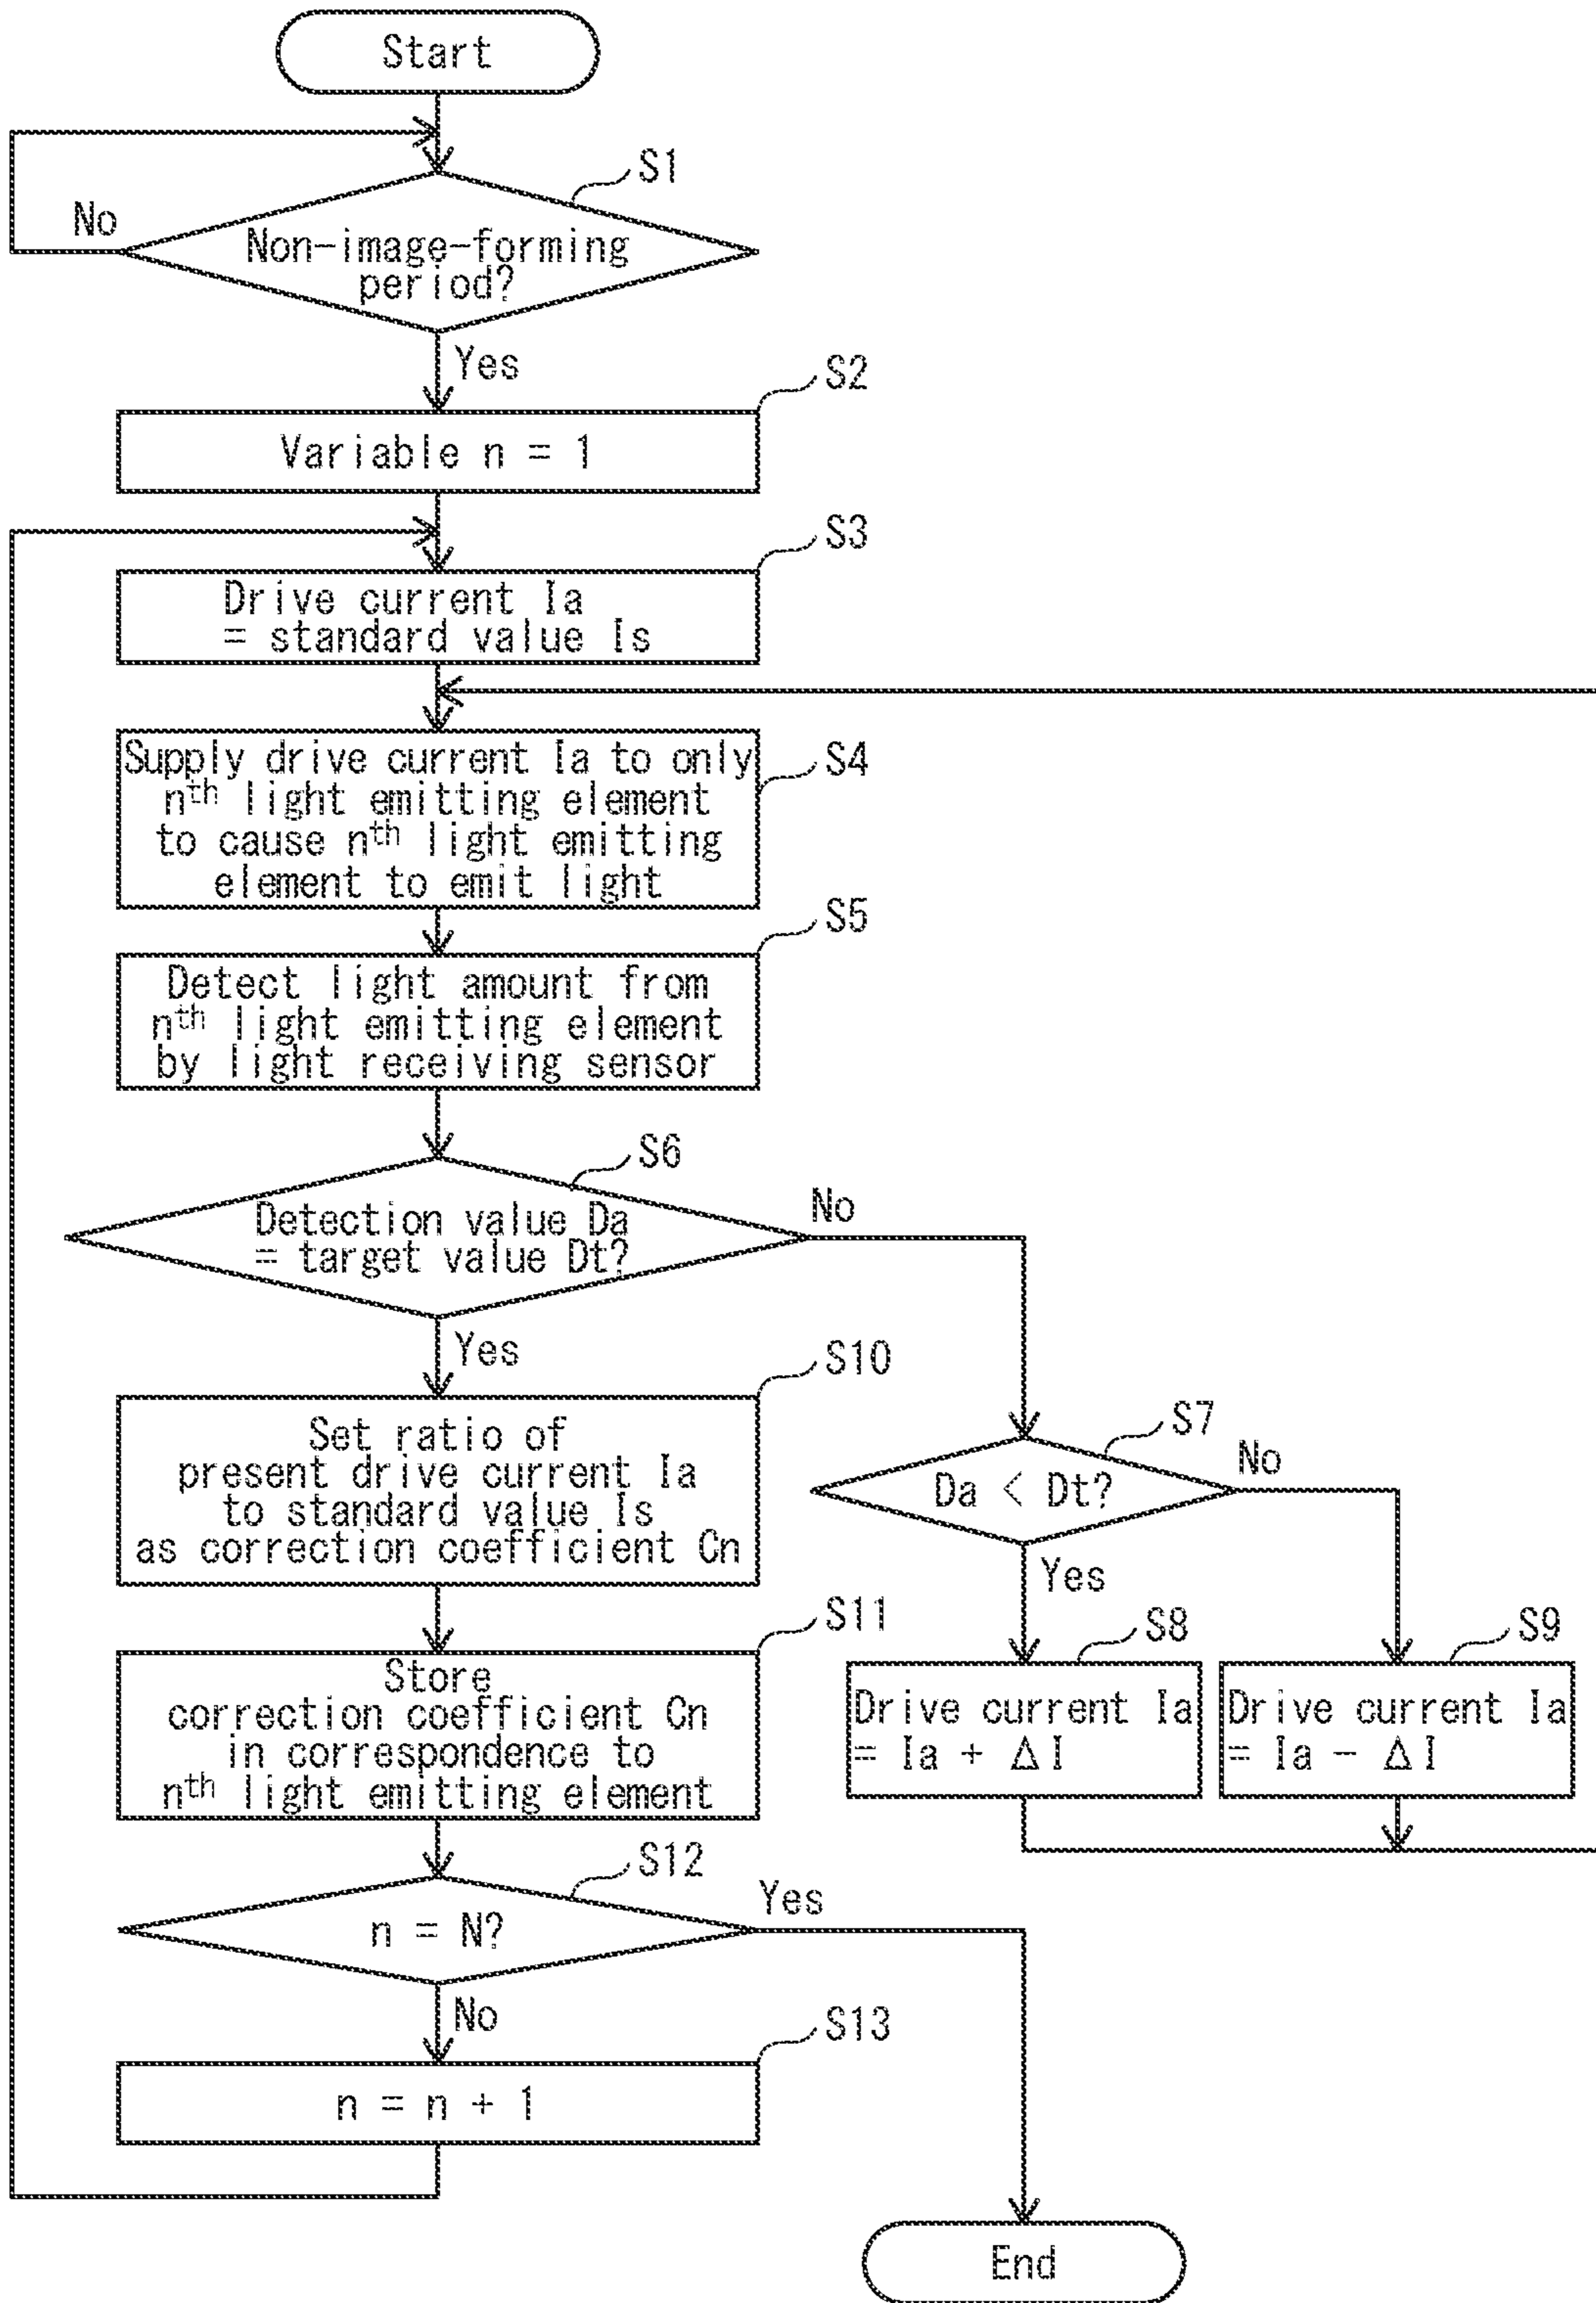 Start
S1
No
Non-image-forming
period?
Yes
S2
Variable n = 1
S3
Drive current Ia
= standard value Is
S4
Supply drive current Ia to only
nth light emitting element
to cause nth light emitting
element to emit light
S5
Detect light amount from
nth light emitting element
by light receiving sensor
S6
No
Detection value Da
= target value Dt?
Yes
S10
Set ratio of
present drive current Ia
to standard value Is
as correction coefficient Cn
S7
No
Da < Dt?
Yes
S8
Drive current Ia
= Ia + ΔI
S9
Drive current Ia
= Ia - ΔI
S11
Store
correction coefficient Cn
in correspondence to
nth light emitting element
S12
Yes
n = N?
No
S13
n = n + 1
End